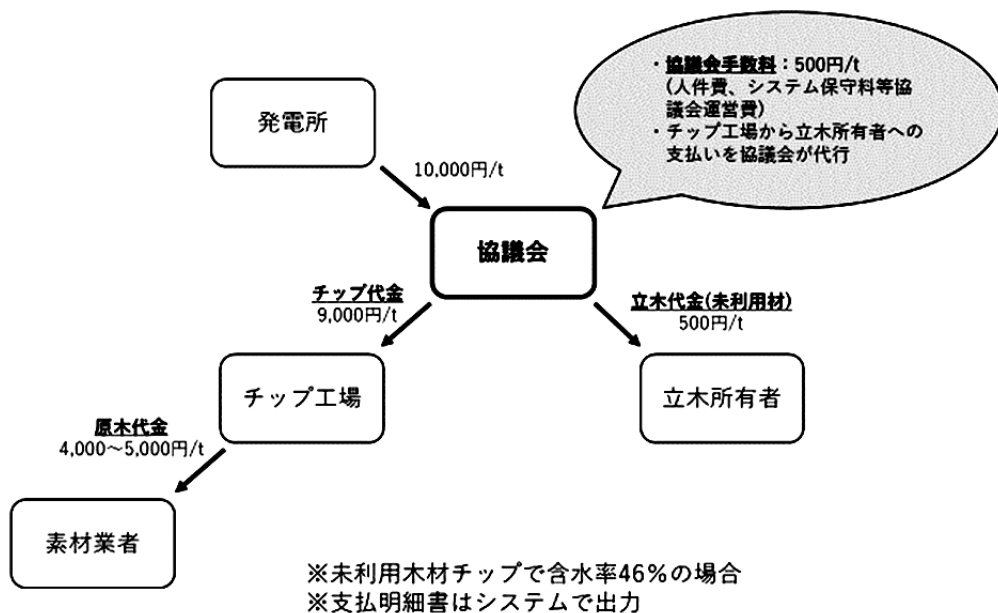 ・協議会手数料：500円/t
(人件費、システム保守料等協
議会運営費)
・チップ工場から立木所有者への
支払いを協議会が代行
発電所
10,000円/t
協議会
チップ代金
9,000円/t
立木代金(未利用材)
500円/t
チップ工場
立木所有者
原木代金
4,000～5,000円/t
素材業者
※未利用木材チップで含水率46％の場合
※支払明細書はシステムで出力